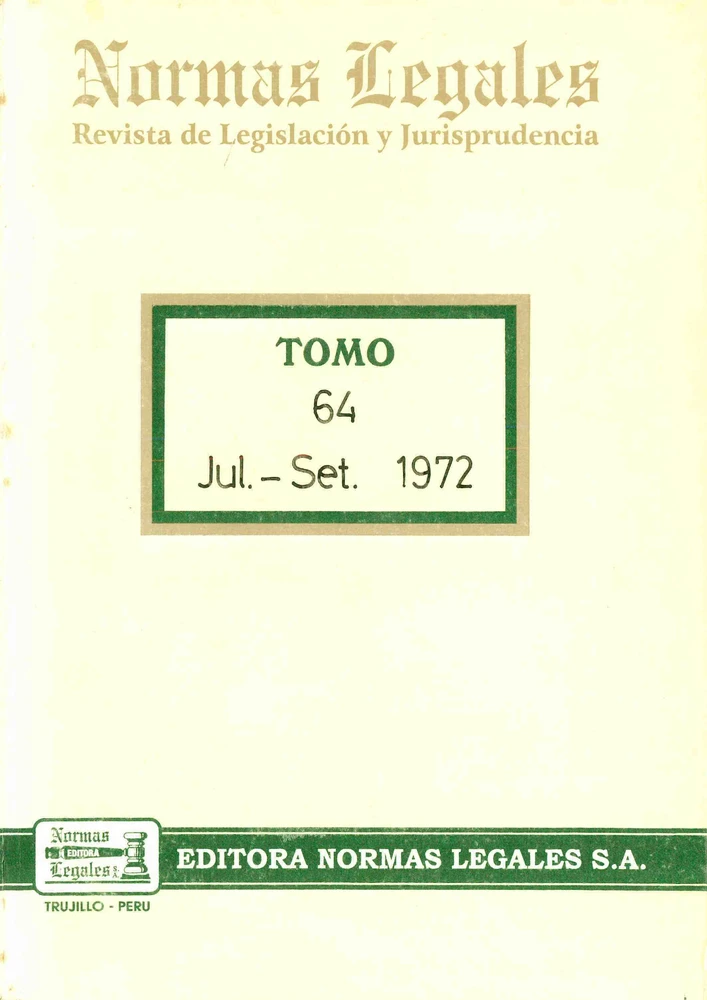 Normas Legales
Revista de Legislación y Jurisprudencia
TOMO
64
Jul. – Set. 1972
Normas
EDITORA
Legales S.A.
EDITORA NORMAS LEGALES S.A.
TRUJILLO - PERU